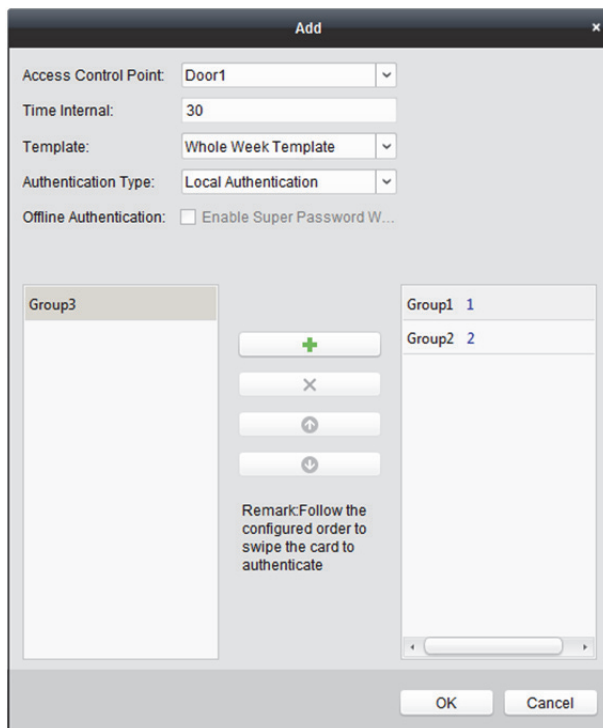 Add
Access Control Point: Door1
Time Internal: 30
Template: Whole Week Template
Authentication Type: Local Authentication
Offline Authentication: Enable Super Password W...
Group3
Group1 1
Group2 2
Remark:Follow the
configured order to
swipe the card to
authenticate
OK Cancel